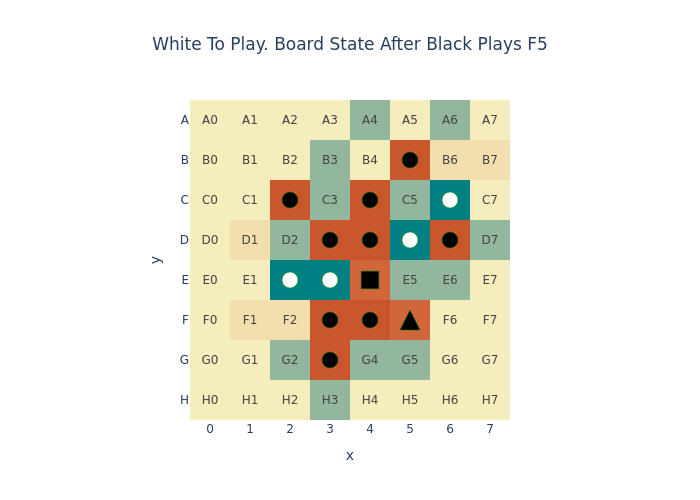 White To Play. Board State After Black Plays F5
A A0 A1 A2 A3 A4 A5 A6 A7
B B0 B1 B2 B3 B4 B6 B7
C C0 C1 C3 C5 C7
D D0 D1 D2 D7
E E0 E1 E5 E6 E7
F F0 F1 F2 F6 F7
G G0 G1 G2 G4 G5 G6 G7
H H0 H1 H2 H3 H4 H5 H6 H7
0 1 2 3 4 5 6 7
x
y